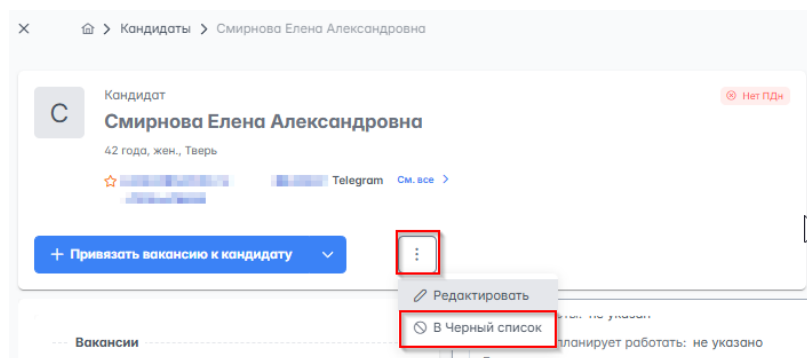 Кандидаты Смирнова Елена Александровна
С
Кандидат
Нет ПДн
Смирнова Елена Александровна
42 года, жен., Тверь
Telegram См. все
+ Привязать вакансию к кандидату
Редактировать
В Черный список
не указан
Вакансии
планирует работать: не указано